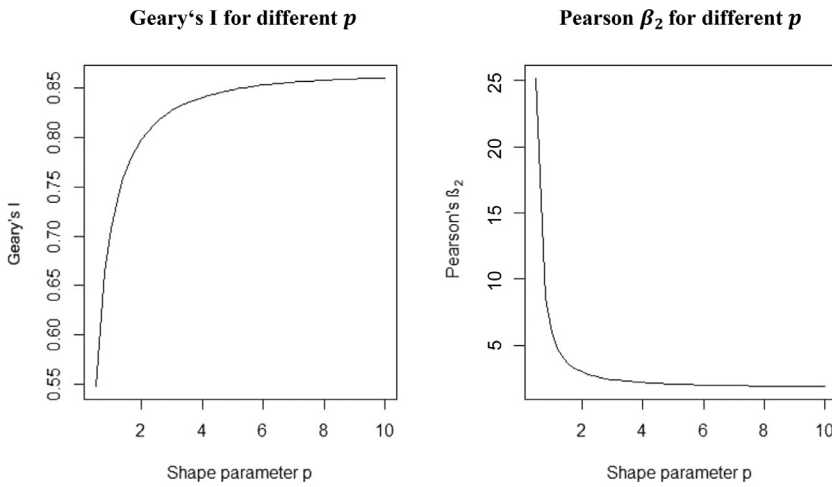 Geary‘s I for different p
Geary's I
0.85
0.80
0.75
0.70
0.65
0.60
0.55
2 4 6 8 10
Shape parameter p
Pearson β₂ for different p
Pearson's ß₂
25
20
15
10
5
2 4 6 8 10
Shape parameter p